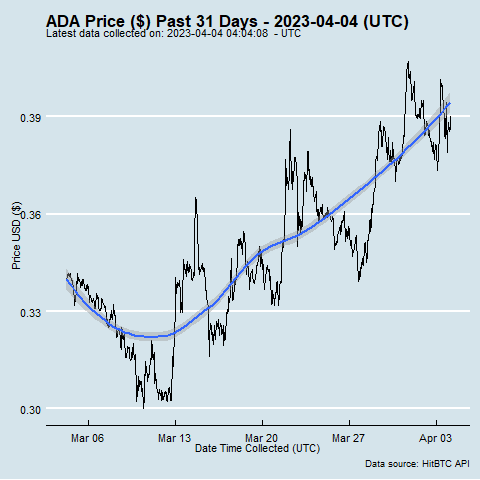 ADA Price ($) Past 31 Days - 2023-04-04 (UTC)
Latest data collected on: 2023-04-04 04:04:08 - UTC
0.39
0.36
0.33
0.30
Price USD ($)
Mar 06 Mar 13 Mar 20 Mar 27 Apr 03
Date Time Collected (UTC)
Data source: HitBTC API